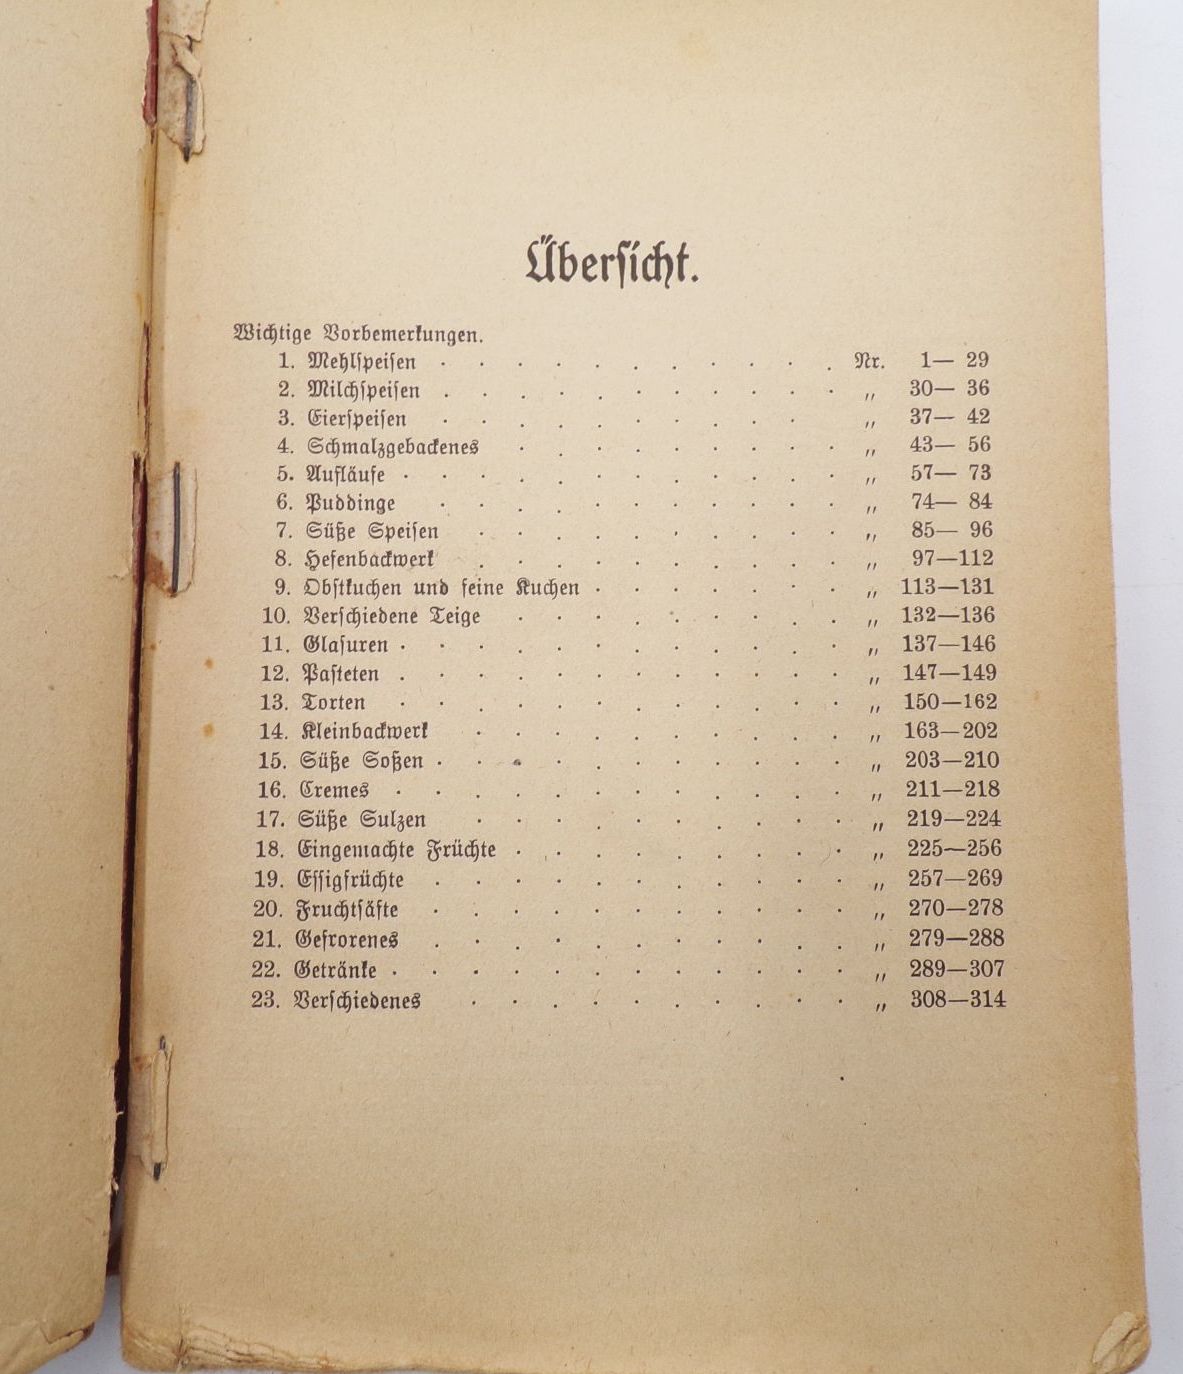 Übersicht.
Wichtige Vorbemerkungen.
1. Mehlspeisen . . . . . . . . . . Nr. 1— 29
2. Milchspeisen . . . . . . . . . . . „ 30— 36
3. Eierspeisen . . . . . . . . . . „ 37— 42
4. Schmalzgebackenes . . . . . . . . . „ 43— 56
5. Aufläufe . . . . . . . . . . . . „ 57— 73
6. Puddinge . . . . . . . . . . . „ 74— 84
7. Süße Speisen . . . . . . . . . . „ 85— 96
8. Hefenbackwerk . . . . . . . . . . „ 97—112
9. Obstkuchen und feine Kuchen . . . . . . . „ 113—131
10. Verschiedene Teige . . . . . . . . . „ 132—136
11. Glasuren . . . . . . . . . . . . „ 137—146
12. Pasteten . . . . . . . . . . . . „ 147—149
13. Torten . . . . . . . . . . . . „ 150—162
14. Kleinbackwerk . . . . . . . . . . „ 163—202
15. Süße Soßen . . . . . . . . . . . „ 203—210
16. Cremes . . . . . . . . . . . . „ 211—218
17. Süße Sulzen . . . . . . . . . . „ 219—224
18. Eingemachte Früchte . . . . . . . . . „ 225—256
19. Essigfrüchte . . . . . . . . . . . „ 257—269
20. Fruchtsäfte . . . . . . . . . . . „ 270—278
21. Gefrorenes . . . . . . . . . . . „ 279—288
22. Getränke . . . . . . . . . . . . „ 289—307
23. Verschiedenes . . . . . . . . . . „ 308—314